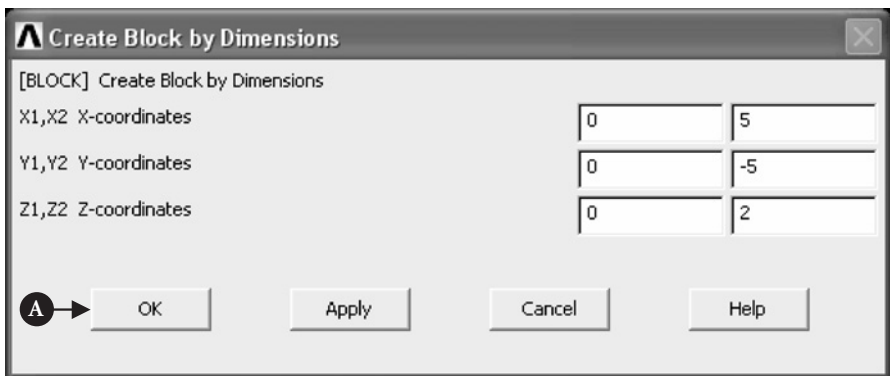 Create Block by Dimensions
[BLOCK] Create Block by Dimensions
X1,X2 X-coordinates 0 5
Y1,Y2 Y-coordinates 0 -5
Z1,Z2 Z-coordinates 0 2
A OK Apply Cancel Help